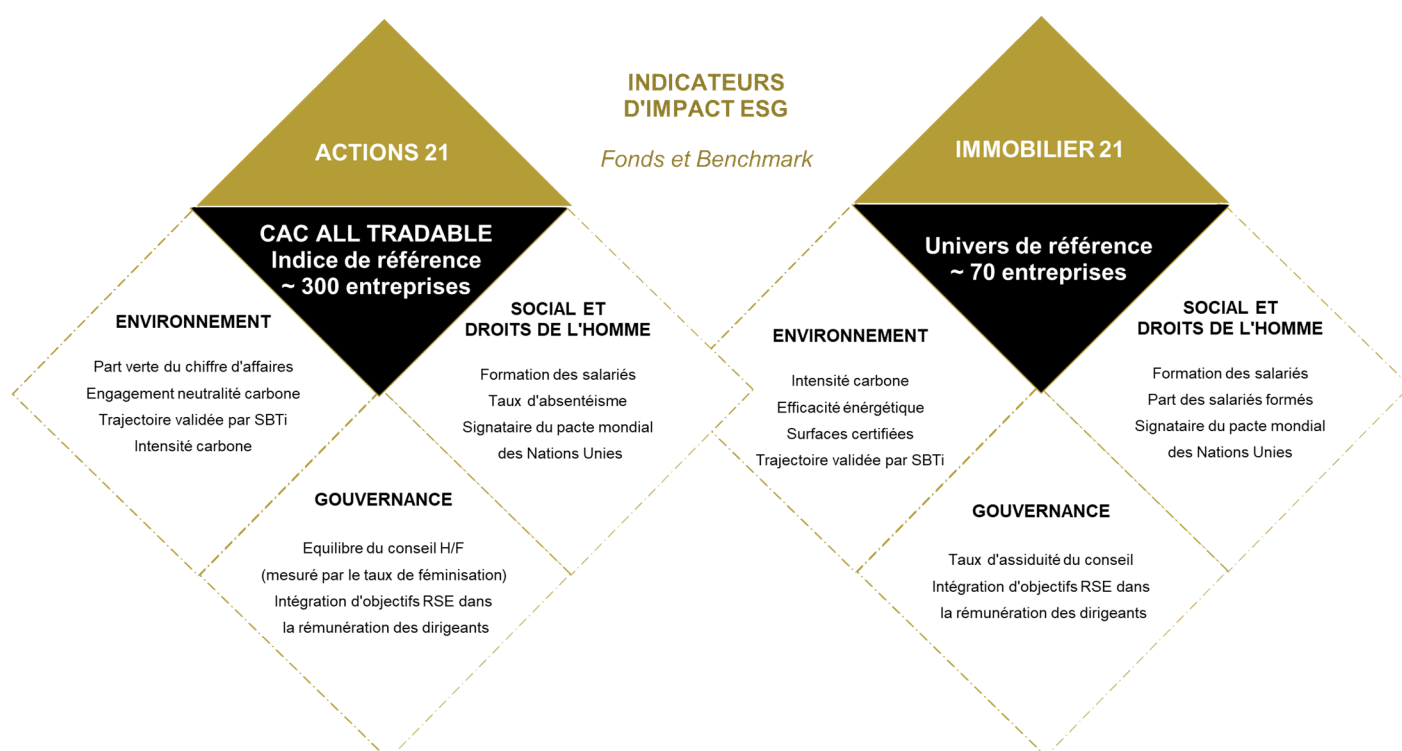 INDICATEURS
D'IMPACT ESG
Fonds et Benchmark
ACTIONS 21
CAC ALL TRADABLE
Indice de référence
~ 300 entreprises
ENVIRONNEMENT
Part verte du chiffre d'affaires
Engagement neutralité carbone
Trajectoire validée par SBTi
Intensité carbone
SOCIAL ET
DROITS DE L'HOMME
Formation des salariés
Taux d'absentéisme
Signataire du pacte mondial
des Nations Unies
GOUVERNANCE
Equilibre du conseil H/F
(mesuré par le taux de féminisation)
Intégration d'objectifs RSE dans
la rémunération des dirigeants
IMMOBILIER 21
Univers de référence
~ 70 entreprises
ENVIRONNEMENT
Intensité carbone
Efficacité énérgétique
Surfaces certifiées
Trajectoire validée par SBTi
SOCIAL ET
DROITS DE L'HOMME
Formation des salariés
Part des salariés formés
Signataire du pacte mondial
des Nations Unies
GOUVERNANCE
Taux d'assiduité du conseil
Intégration d'objectifs RSE dans
la rémunération des dirigeants